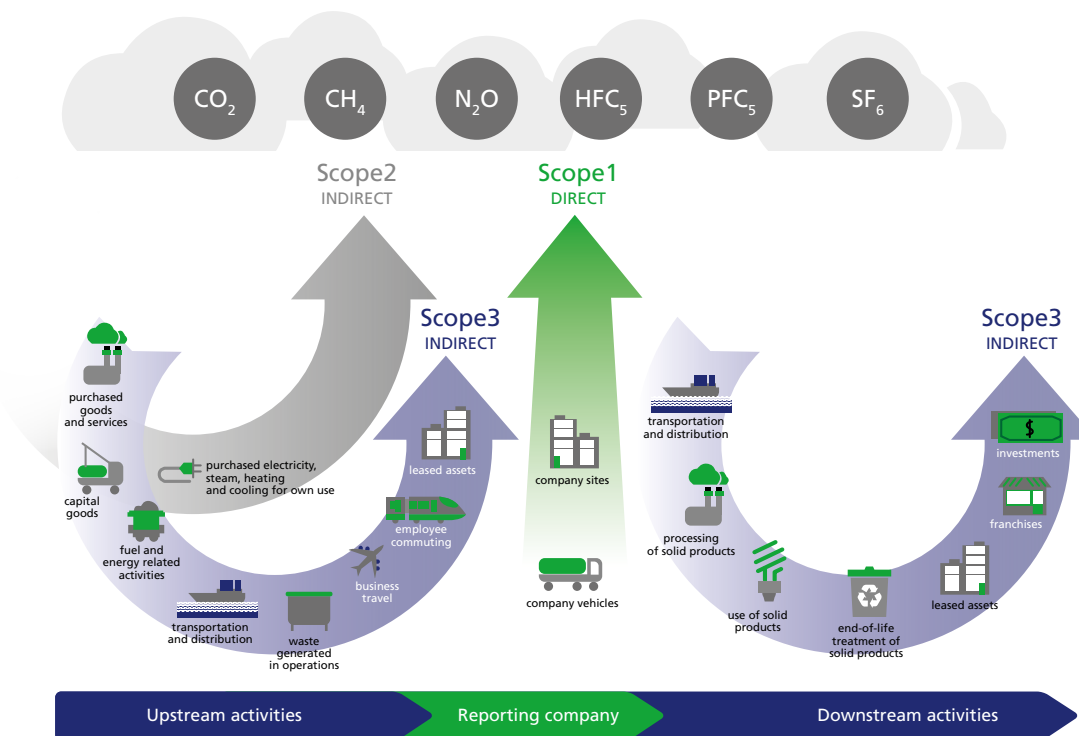 CO2
CH4
N2O
HFC5
PFC5
SF6
Scope2
INDIRECT
Scope1
DIRECT
Scope3
INDIRECT
Scope3
INDIRECT
purchased
goods
and services
capital
goods
fuel and
energy related
activities
purchased electricity,
steam, heating
and cooling for own use
transportation
and distribution
waste
generated
in operations
business
travel
employee
commuting
leased assets
company sites
company vehicles
transportation
and distribution
processing
of solid products
use of solid
products
end-of-life
treatment of
solid products
leased assets
franchises
$
investments
Upstream activities
Reporting company
Downstream activities